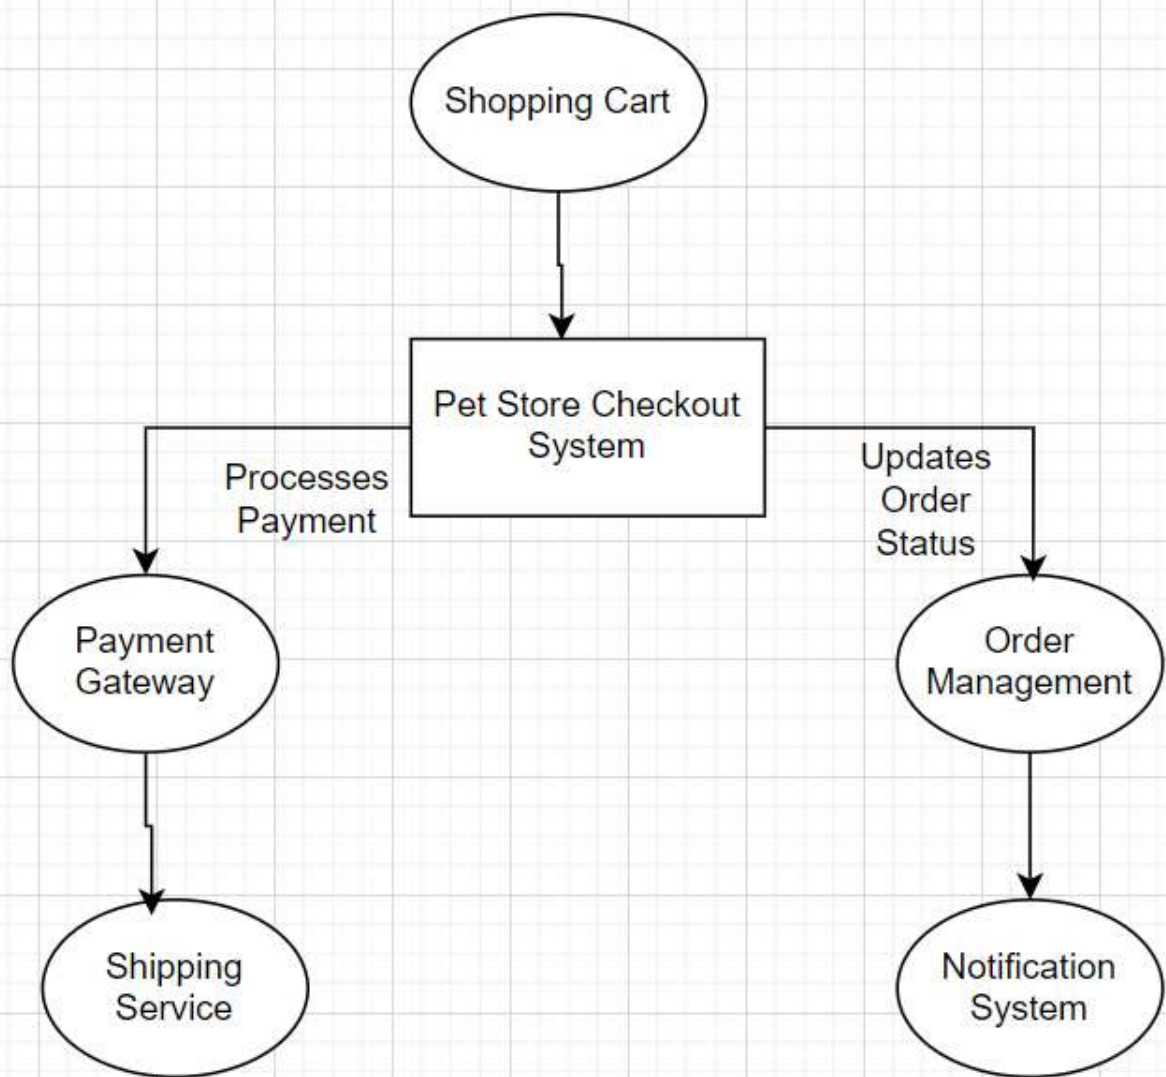 Shopping Cart
Pet Store Checkout
System
Processes
Payment
Updates
Order
Status
Payment
Gateway
Order
Management
Shipping
Service
Notification
System